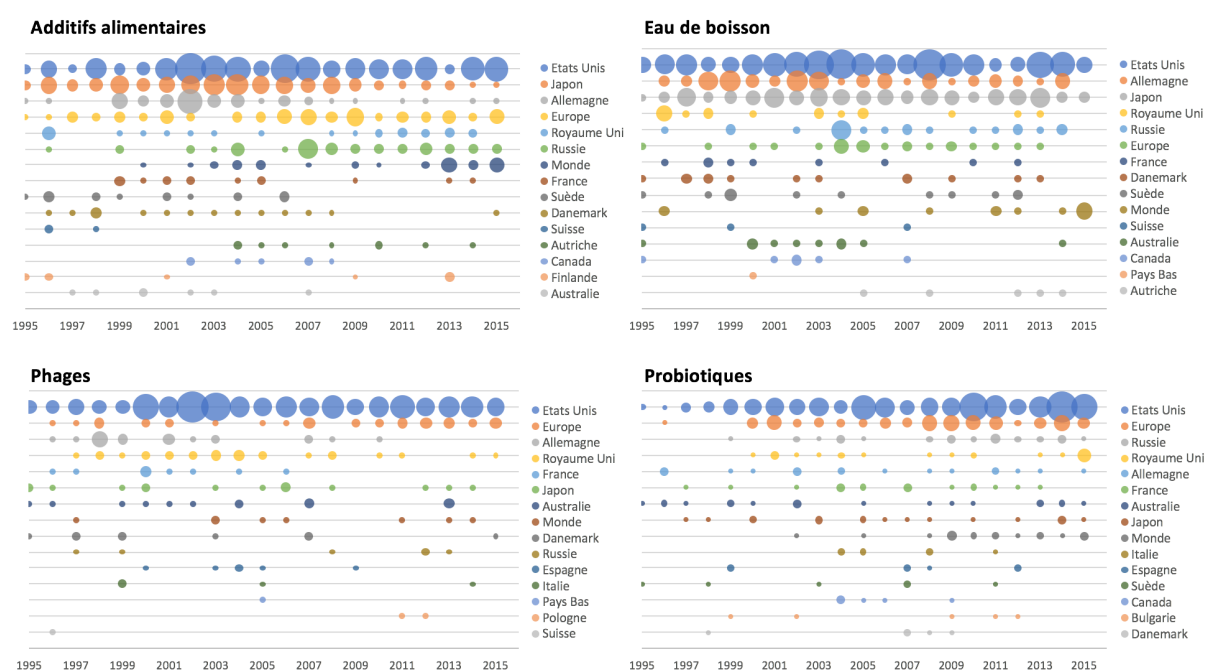 Additifs alimentaires
Etats Unis
Japon
Allemagne
Europe
Royaume Uni
Russie
Monde
France
Suède
Danemark
Suisse
Autriche
Canada
Finlande
Australie
1995 1997 1999 2001 2003 2005 2007 2009 2011 2013 2015
Eau de boisson
Etats Unis
Allemagne
Japon
Royaume Uni
Russie
Europe
France
Danemark
Suède
Monde
Suisse
Australie
Canada
Pays Bas
Autriche
1995 1997 1999 2001 2003 2005 2007 2009 2011 2013 2015
Phages
Etats Unis
Europe
Allemagne
Royaume Uni
France
Japon
Australie
Monde
Danemark
Russie
Espagne
Italie
Pays Bas
Pologne
Suisse
1995 1997 1999 2001 2003 2005 2007 2009 2011 2013 2015
Probiotiques
Etats Unis
Europe
Russie
Royaume Uni
Allemagne
France
Australie
Japon
Monde
Italie
Espagne
Suède
Canada
Bulgarie
Danemark
1995 1997 1999 2001 2003 2005 2007 2009 2011 2013 2015